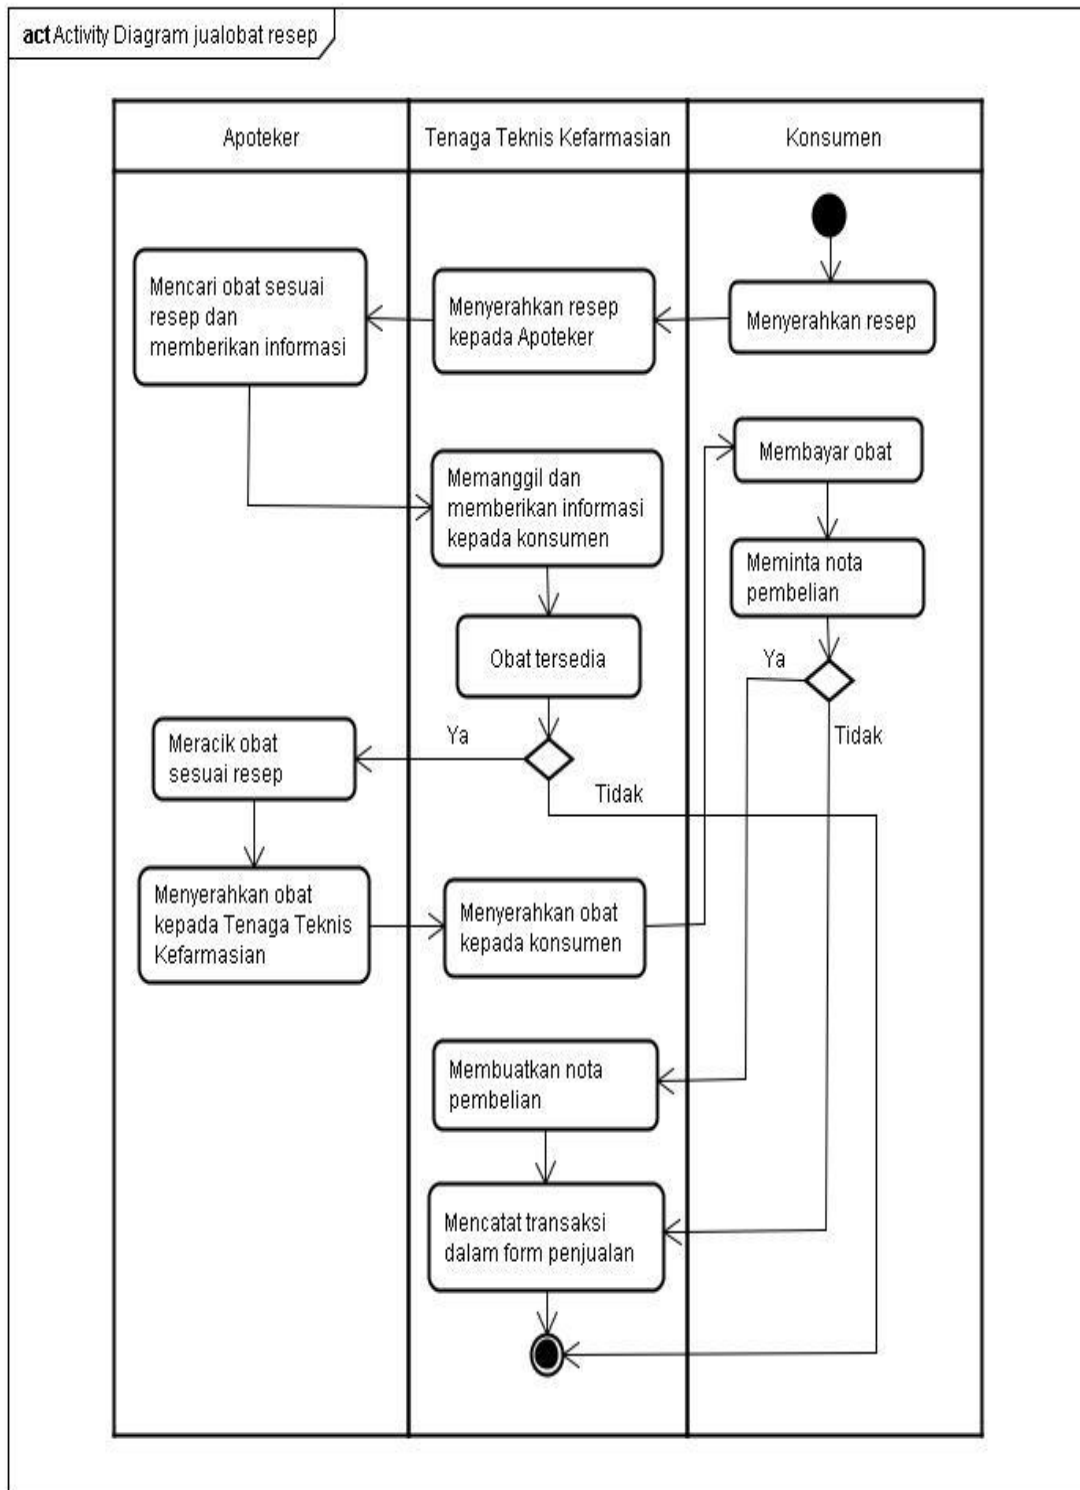 act Activity Diagram jualobat resep
Apoteker
Tenaga Teknis Kefarmasian
Konsumen
Menyerahkan resep
Menyerahkan resep
kepada Apoteker
Mencari obat sesuai
resep dan
memberikan informasi
Memanggil dan
memberikan informasi
kepada konsumen
Obat tersedia
Ya
Tidak
Meracik obat
sesuai resep
Menyerahkan obat
kepada Tenaga Teknis
Kefarmasian
Menyerahkan obat
kepada konsumen
Membayar obat
Meminta nota
pembelian
Ya
Tidak
Membuatkan nota
pembelian
Mencatat transaksi
dalam form penjualan